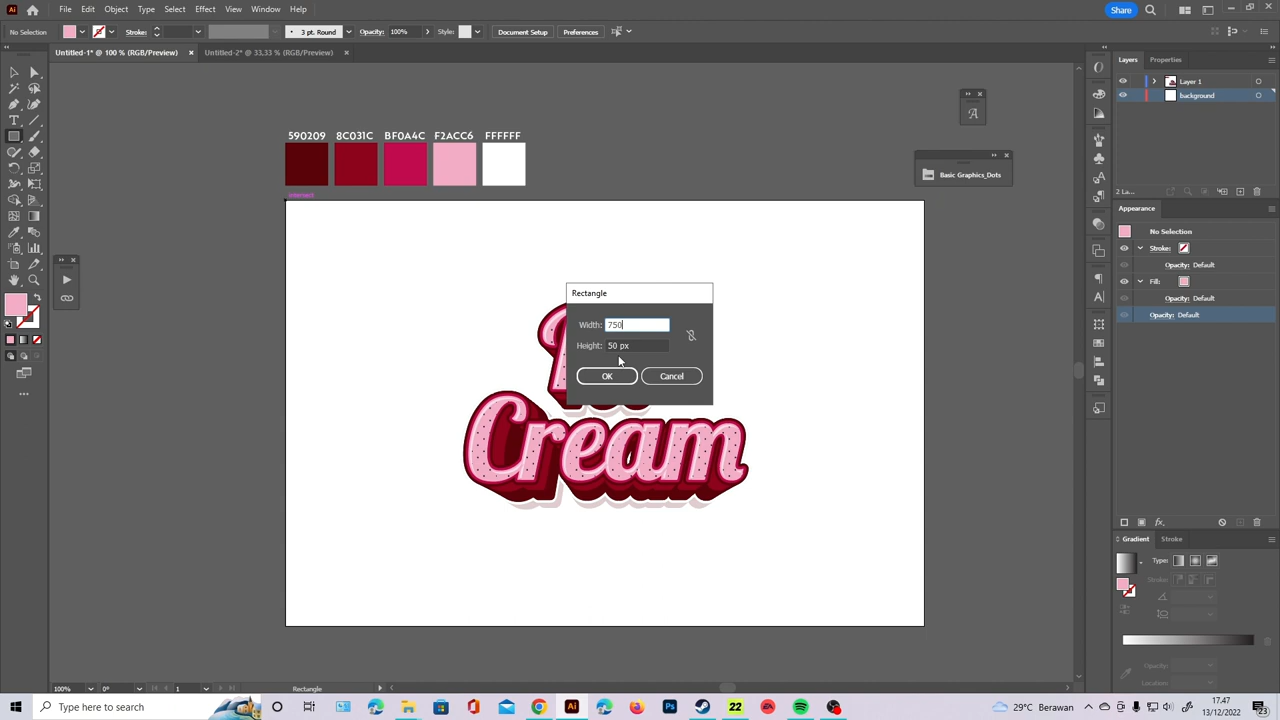 File Edit Object Type Select Effect View Window Help
Share
No Selection
Stroke:
3 pt. Round
Opacity: 100%
Style:
Document Setup
Preferences
Untitled-1* @ 100 % (RGB/Preview)
Untitled-2* @ 33,33 % (RGB/Preview)
590209 8C031C BF0A4C F2ACC6 FFFFFF
intersect
Basic Graphics_Dots
Rectangle
Width: 750
Height: 50 px
OK
Cancel
Cream
Layers Properties
Layer 1
background
2 La...
Appearance
No Selection
Stroke:
Opacity: Default
Fill:
Opacity: Default
Opacity: Default
Gradient Stroke
Type:
Stroke:
Opacity:
Location:
100%
0°
1
Rectangle
Type here to search
29°C Berawan
17.47
13/12/2022